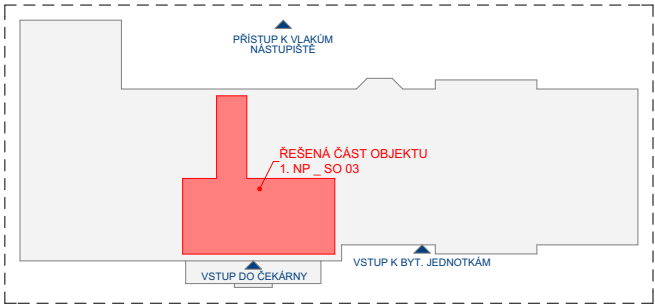 PŘÍSTUP K VLAKŮM
NÁSTUPIŠTĚ
ŘEŠENÁ ČÁST OBJEKTU
1. NP _ SO 03
VSTUP DO ČEKÁRNY
VSTUP K BYT. JEDNOTKÁM